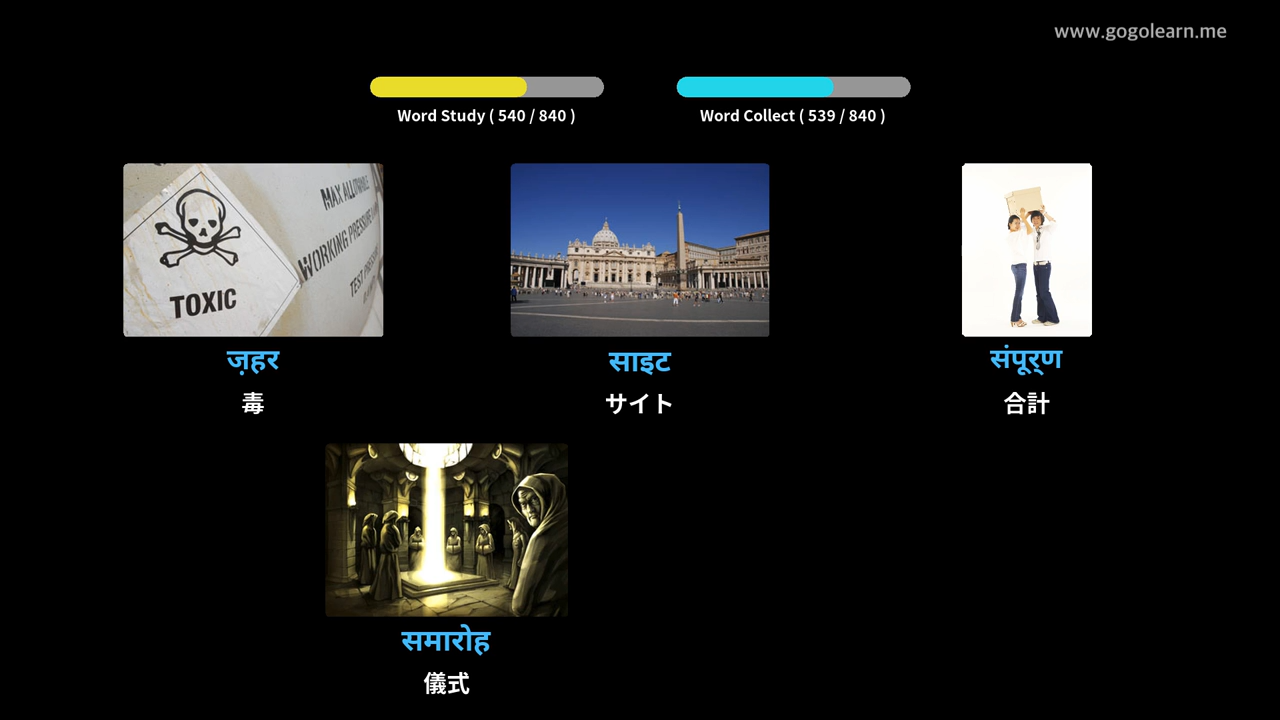 www.gogolearn.me
Word Study ( 540 / 840 )
Word Collect ( 539 / 840 )
MAX ALLOWABLE
WORKING PRESSURE
TEST
TOXIC
ज़हर
साइट
संपूर्ण
毒
サイト
合計
समारोह
儀式